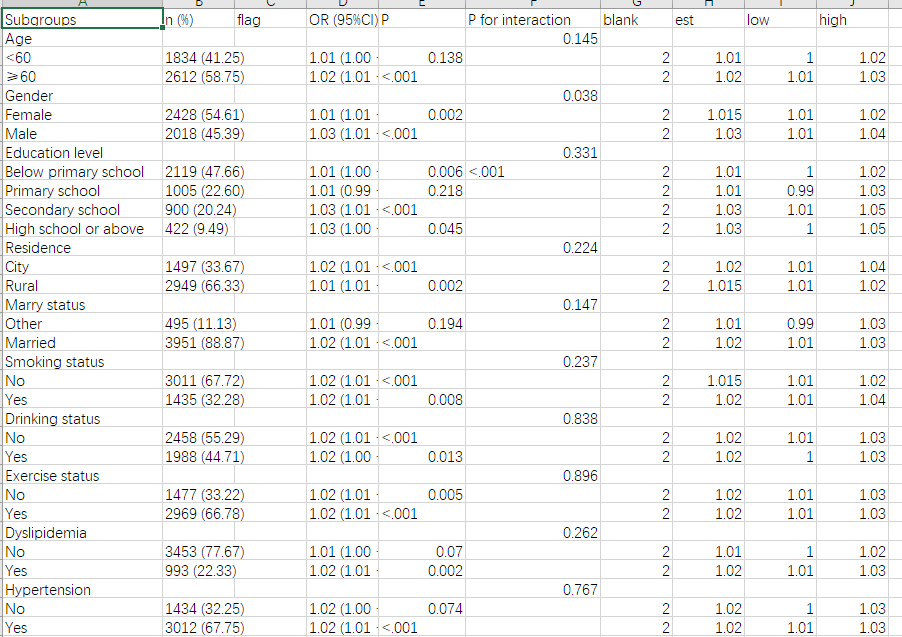 A B C D E F G H I J
Subgroups n (%) flag OR (95%CI) P P for interaction blank est low high
Age 0.145
<60 1834 (41.25) 1.01 (1.00 - 0.138 2 1.01 1 1.02
≥60 2612 (58.75) 1.02 (1.01 - <.001 2 1.02 1.01 1.03
Gender 0.038
Female 2428 (54.61) 1.01 (1.01 - 0.002 2 1.015 1.01 1.02
Male 2018 (45.39) 1.03 (1.01 - <.001 2 1.03 1.01 1.04
Education level 0.331
Below primary school 2119 (47.66) 1.01 (1.00 - 0.006 <.001 2 1.01 1 1.02
Primary school 1005 (22.60) 1.01 (0.99 - 0.218 2 1.01 0.99 1.03
Secondary school 900 (20.24) 1.03 (1.01 - <.001 2 1.03 1.01 1.05
High school or above 422 (9.49) 1.03 (1.00 - 0.045 2 1.03 1 1.05
Residence 0.224
City 1497 (33.67) 1.02 (1.01 - <.001 2 1.02 1.01 1.04
Rural 2949 (66.33) 1.01 (1.01 - 0.002 2 1.015 1.01 1.02
Marry status 0.147
Other 495 (11.13) 1.01 (0.99 - 0.194 2 1.01 0.99 1.03
Married 3951 (88.87) 1.02 (1.01 - <.001 2 1.02 1.01 1.03
Smoking status 0.237
No 3011 (67.72) 1.02 (1.01 - <.001 2 1.015 1.01 1.02
Yes 1435 (32.28) 1.02 (1.01 - 0.008 2 1.02 1.01 1.04
Drinking status 0.838
No 2458 (55.29) 1.02 (1.01 - <.001 2 1.02 1.01 1.03
Yes 1988 (44.71) 1.02 (1.00 - 0.013 2 1.02 1 1.03
Exercise status 0.896
No 1477 (33.22) 1.02 (1.01 - 0.005 2 1.02 1.01 1.03
Yes 2969 (66.78) 1.02 (1.01 - <.001 2 1.02 1.01 1.03
Dyslipidemia 0.262
No 3453 (77.67) 1.01 (1.00 - 0.07 2 1.01 1 1.02
Yes 993 (22.33) 1.02 (1.01 - 0.002 2 1.02 1.01 1.03
Hypertension 0.767
No 1434 (32.25) 1.02 (1.00 - 0.074 2 1.02 1 1.03
Yes 3012 (67.75) 1.02 (1.01 - <.001 2 1.02 1.01 1.03